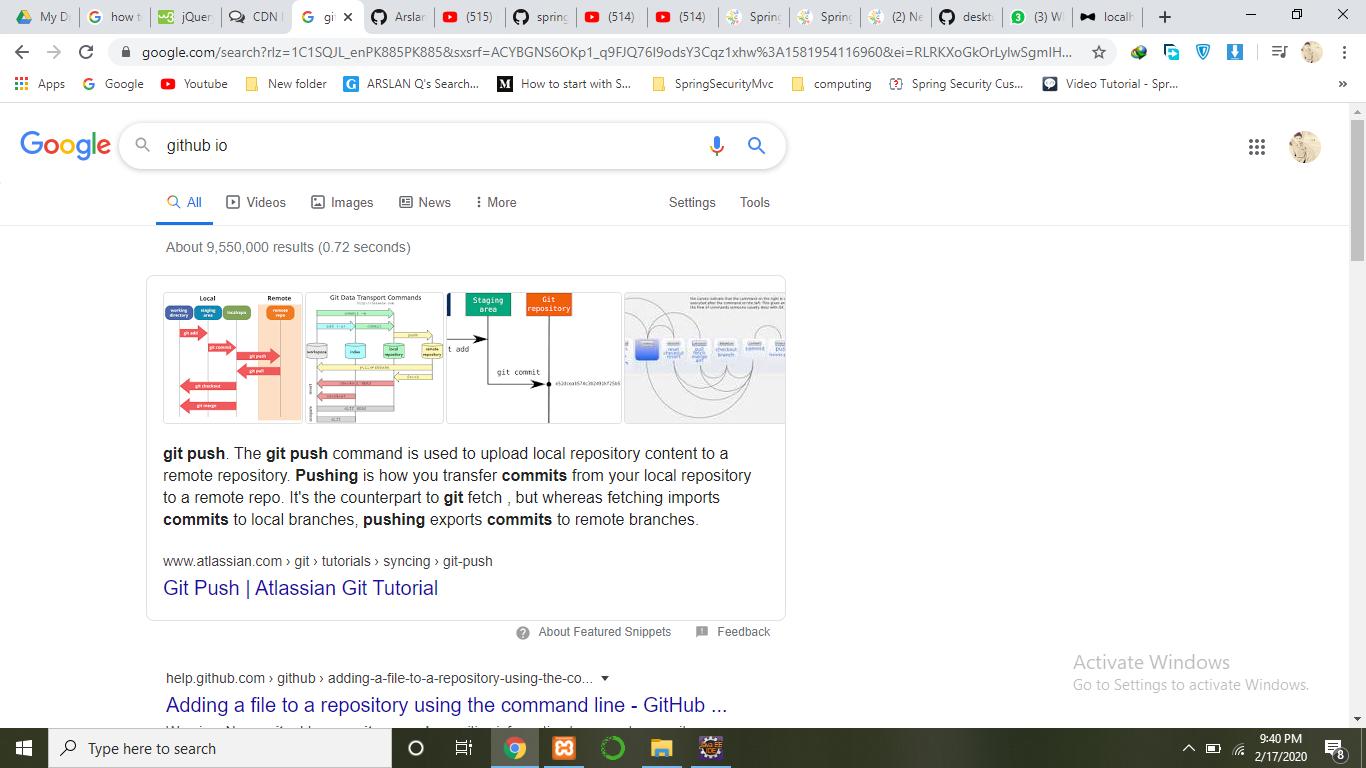 My D
how t
jQuer
CDN
gi
Arslar
(515)
spring
(514)
(514)
Spring
Spring
(2) Ne
deskt
(3) W
localh
google.com/search?rlz=1C1SQJL_enPK885PK885&sxsrf=ACYBGNS6OKp1_q9FJQ76I9odsY3Cqz1xhw%3A1581954116960&ei=RLRKXoGkOrLylwSgmIH...
Apps
Google
Youtube
New folder
ARSLAN Q's Search...
How to start with S...
SpringSecurityMvc
computing
Spring Security Cus...
Video Tutorial - Spr...
»
Google
github io
All
Videos
Images
News
More
Settings
Tools
About 9,550,000 results (0.72 seconds)
Local Remote
working directory
staging area
localrepo
remote repo
git add
git commit
git push
git pull
git checkout
git merge
Git Data Transport Commands
commit -a
commit
push
workspace
index
local repository
remote repository
Staging area
Git repository
t add
git commit
checkout branch
commit
git push. The git push command is used to upload local repository content to a
remote repository. Pushing is how you transfer commits from your local repository
to a remote repo. It's the counterpart to git fetch , but whereas fetching imports
commits to local branches, pushing exports commits to remote branches.
www.atlassian.com › git › tutorials › syncing › git-push
Git Push | Atlassian Git Tutorial
About Featured Snippets
Feedback
help.github.com › github › adding-a-file-to-a-repository-using-the-co...
Adding a file to a repository using the command line - GitHub ...
Activate Windows
Go to Settings to activate Windows.
Type here to search
9:40 PM
2/17/2020
8